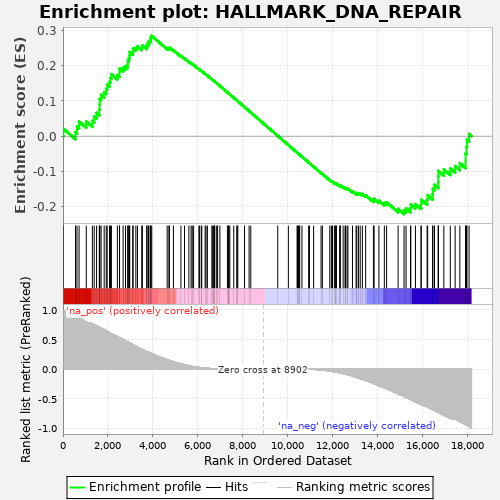 Enrichment plot: HALLMARK_DNA_REPAIR
Enrichment score (ES)
0.3
0.2
0.1
0.0
-0.1
-0.2
Ranked list metric (PreRanked)
1.0
0.5
0.0
-0.5
-1.0
'na_pos' (positively correlated)
Zero cross at 8902
'na_neg' (negatively correlated)
0
2,000
4,000
6,000
8,000
10,000
12,000
14,000
16,000
18,000
Rank in Ordered Dataset
Enrichment profile
Hits
Ranking metric scores